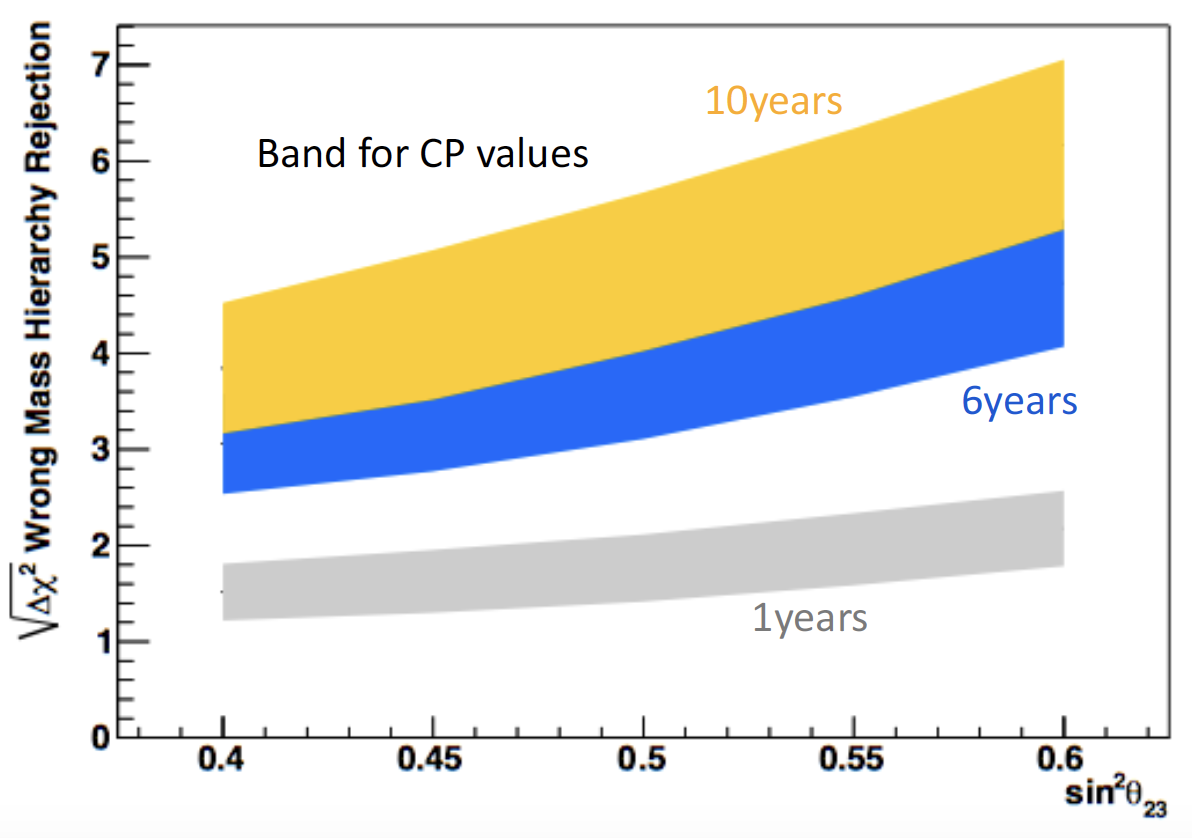 √Δχ² Wrong Mass Hierarchy Rejection
7
6
5
4
3
2
1
0
10years
Band for CP values
6years
1years
0.4 0.45 0.5 0.55 0.6
sin²θ₂₃